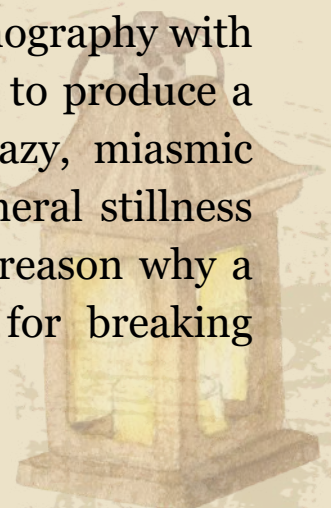 nography with
to produce a
azy, miasmic
neral stillness
reason why a
for breaking